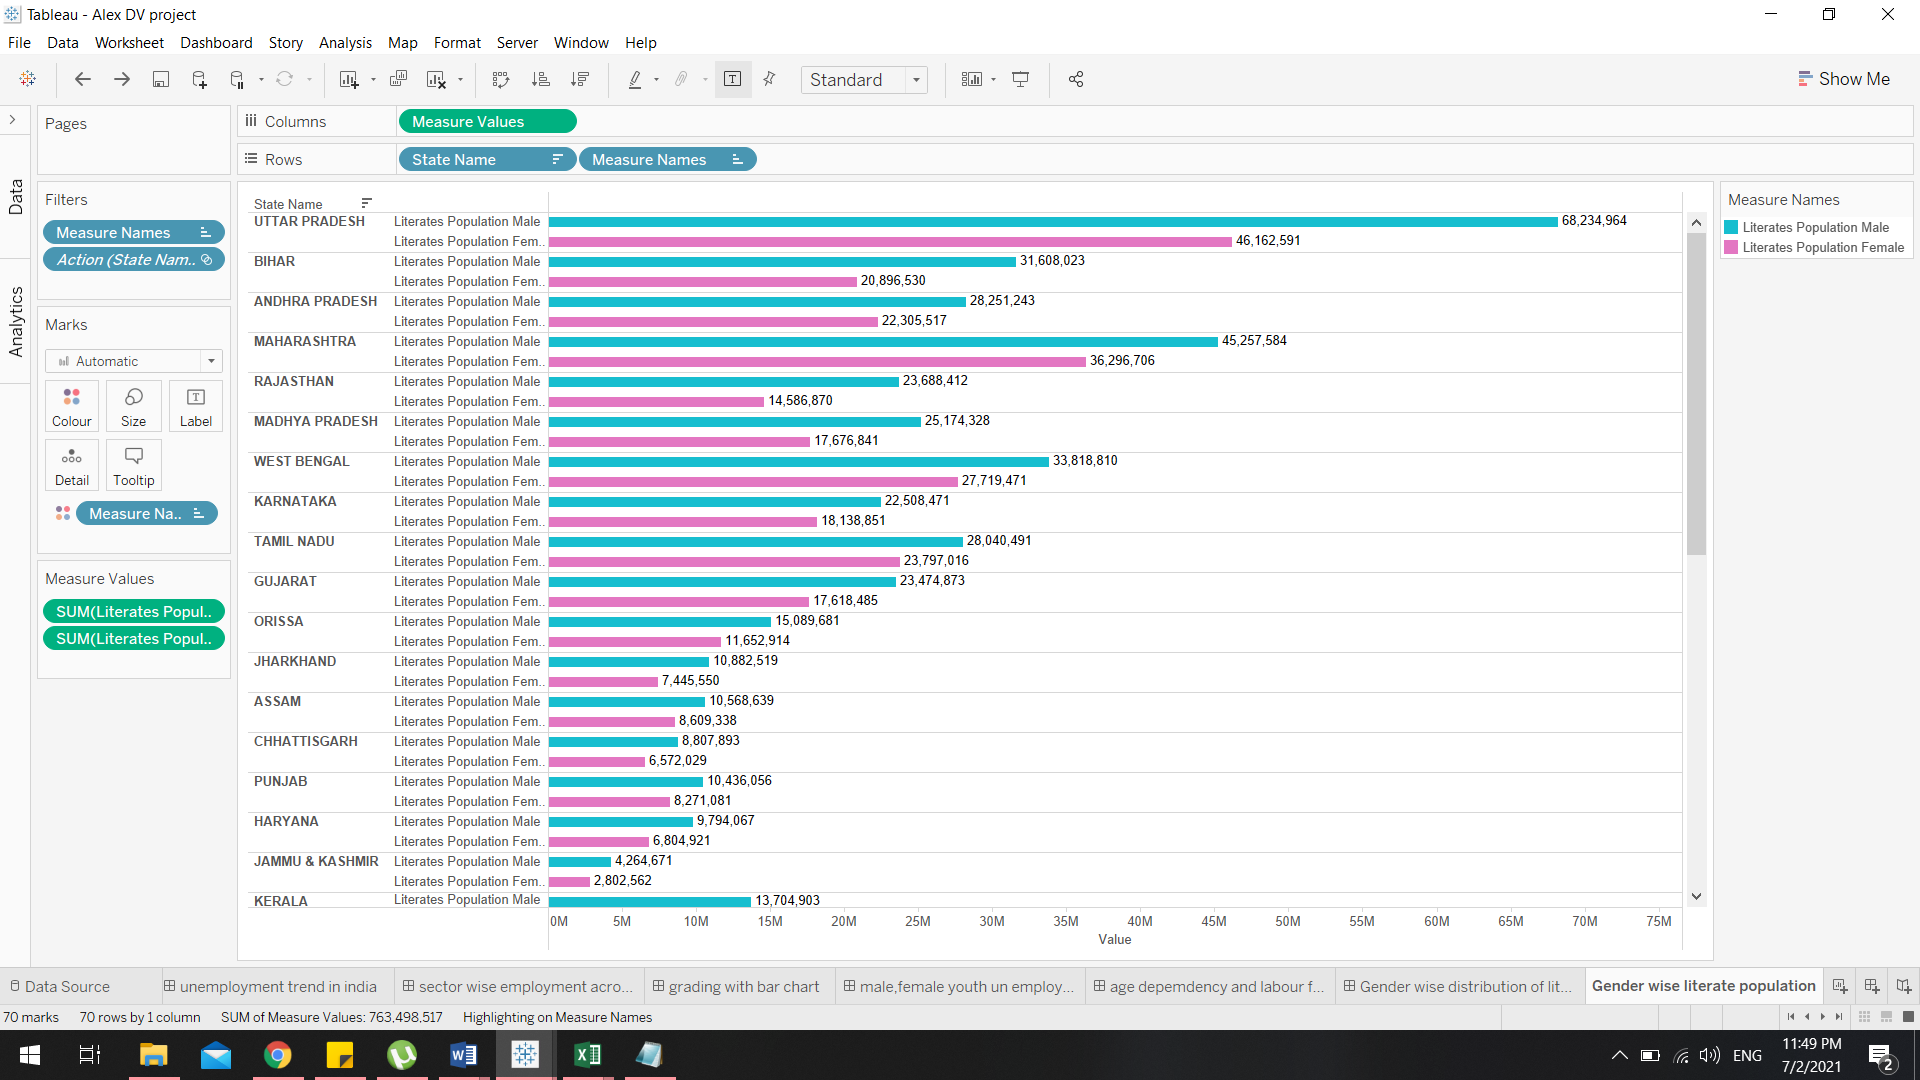 Tableau - Alex DV project
File Data Worksheet Dashboard Story Analysis Map Format Server Window Help
Standard
Show Me
Data
Analytics
Pages
Filters
Measure Names
Action (State Nam..
Marks
Automatic
Colour Size Label
Detail Tooltip
Measure Na..
Measure Values
SUM(Literates Popul..
SUM(Literates Popul..
Columns Measure Values
Rows State Name Measure Names
State Name
UTTAR PRADESH Literates Population Male 68,234,964
Literates Population Fem.. 46,162,591
BIHAR Literates Population Male 31,608,023
Literates Population Fem.. 20,896,530
ANDHRA PRADESH Literates Population Male 28,251,243
Literates Population Fem.. 22,305,517
MAHARASHTRA Literates Population Male 45,257,584
Literates Population Fem.. 36,296,706
RAJASTHAN Literates Population Male 23,688,412
Literates Population Fem.. 14,586,870
MADHYA PRADESH Literates Population Male 25,174,328
Literates Population Fem.. 17,676,841
WEST BENGAL Literates Population Male 33,818,810
Literates Population Fem.. 27,719,471
KARNATAKA Literates Population Male 22,508,471
Literates Population Fem.. 18,138,851
TAMIL NADU Literates Population Male 28,040,491
Literates Population Fem.. 23,797,016
GUJARAT Literates Population Male 23,474,873
Literates Population Fem.. 17,618,485
ORISSA Literates Population Male 15,089,681
Literates Population Fem.. 11,652,914
JHARKHAND Literates Population Male 10,882,519
Literates Population Fem.. 7,445,550
ASSAM Literates Population Male 10,568,639
Literates Population Fem.. 8,609,338
CHHATTISGARH Literates Population Male 8,807,893
Literates Population Fem.. 6,572,029
PUNJAB Literates Population Male 10,436,056
Literates Population Fem.. 8,271,081
HARYANA Literates Population Male 9,794,067
Literates Population Fem.. 6,804,921
JAMMU & KASHMIR Literates Population Male 4,264,671
Literates Population Fem.. 2,802,562
KERALA Literates Population Male 13,704,903
0M 5M 10M 15M 20M 25M 30M 35M 40M 45M 50M 55M 60M 65M 70M 75M
Value
Measure Names
Literates Population Male
Literates Population Female
Data Source unemployment trend in india sector wise employment acro... grading with bar chart male,female youth un employ... age depemdency and labour f... Gender wise distribution of lit... Gender wise literate population
70 marks 70 rows by 1 column SUM of Measure Values: 763,498,517 Highlighting on Measure Names
ENG
11:49 PM
7/2/2021
2